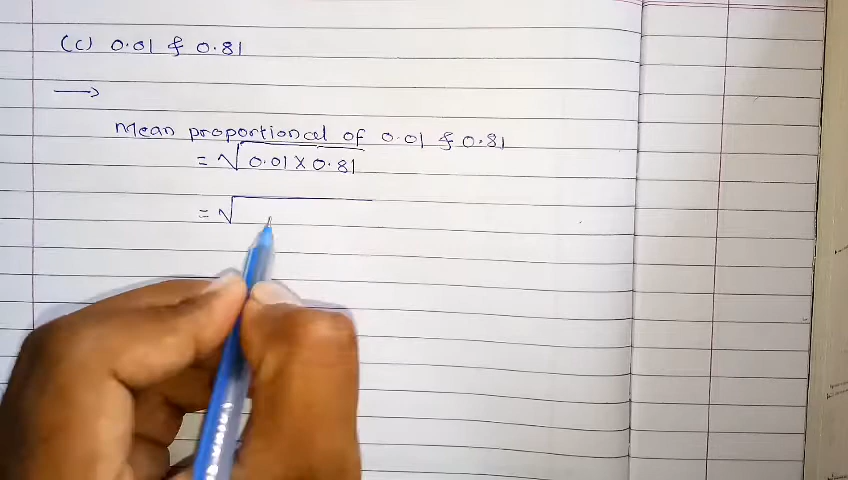 (c) 0.01 & 0.81
→
Mean proportional of 0.01 & 0.81
= √0.01 × 0.81
= √